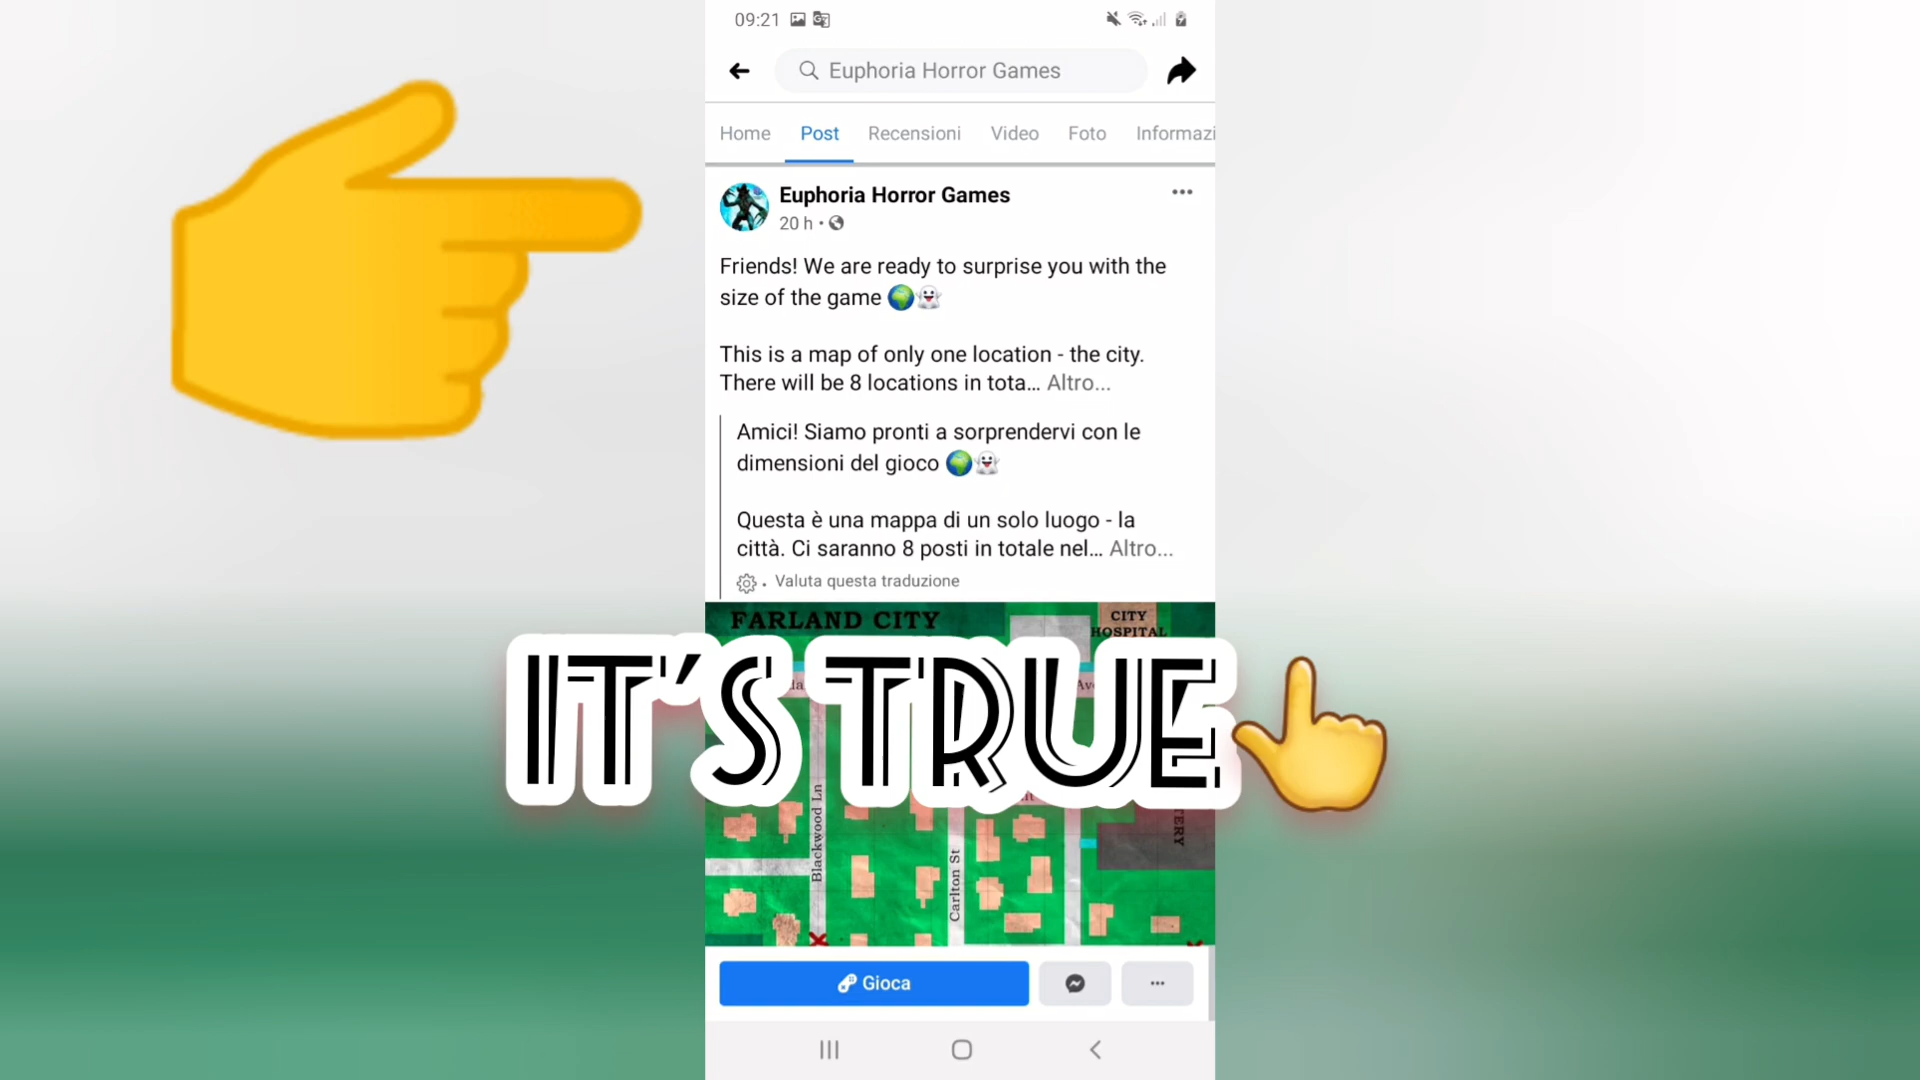 09:21
Euphoria Horror Games
Home Post Recensioni Video Foto Informazi
Euphoria Horror Games
20 h
Friends! We are ready to surprise you with the
size of the game 🌍👻
This is a map of only one location - the city.
There will be 8 locations in tota... Altro...
Amici! Siamo pronti a sorprendervi con le
dimensioni del gioco 🌍👻
Questa è una mappa di un solo luogo - la
città. Ci saranno 8 posti in totale nel... Altro...
Valuta questa traduzione
FARLAND CITY
CITY
HOSPITAL
IT'S TRUE
Blackwood Ln
Carlton St
Gioca